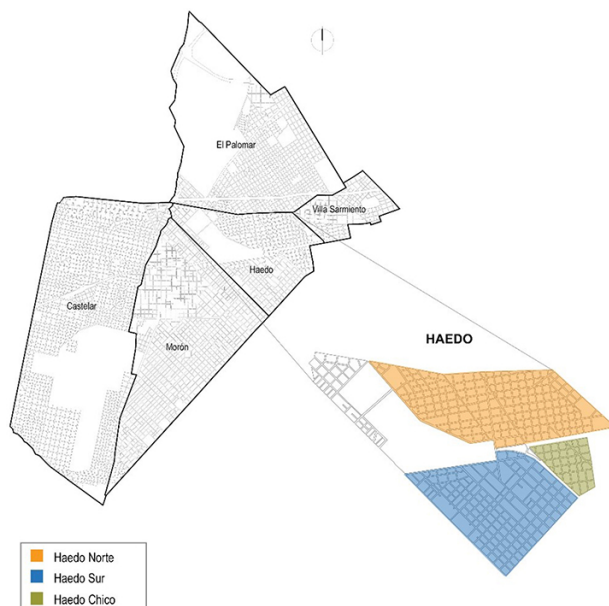 El Palomar
Villa Sarmiento
Haedo
Castelar
Morón
HAEDO
Haedo Norte
Haedo Sur
Haedo Chico